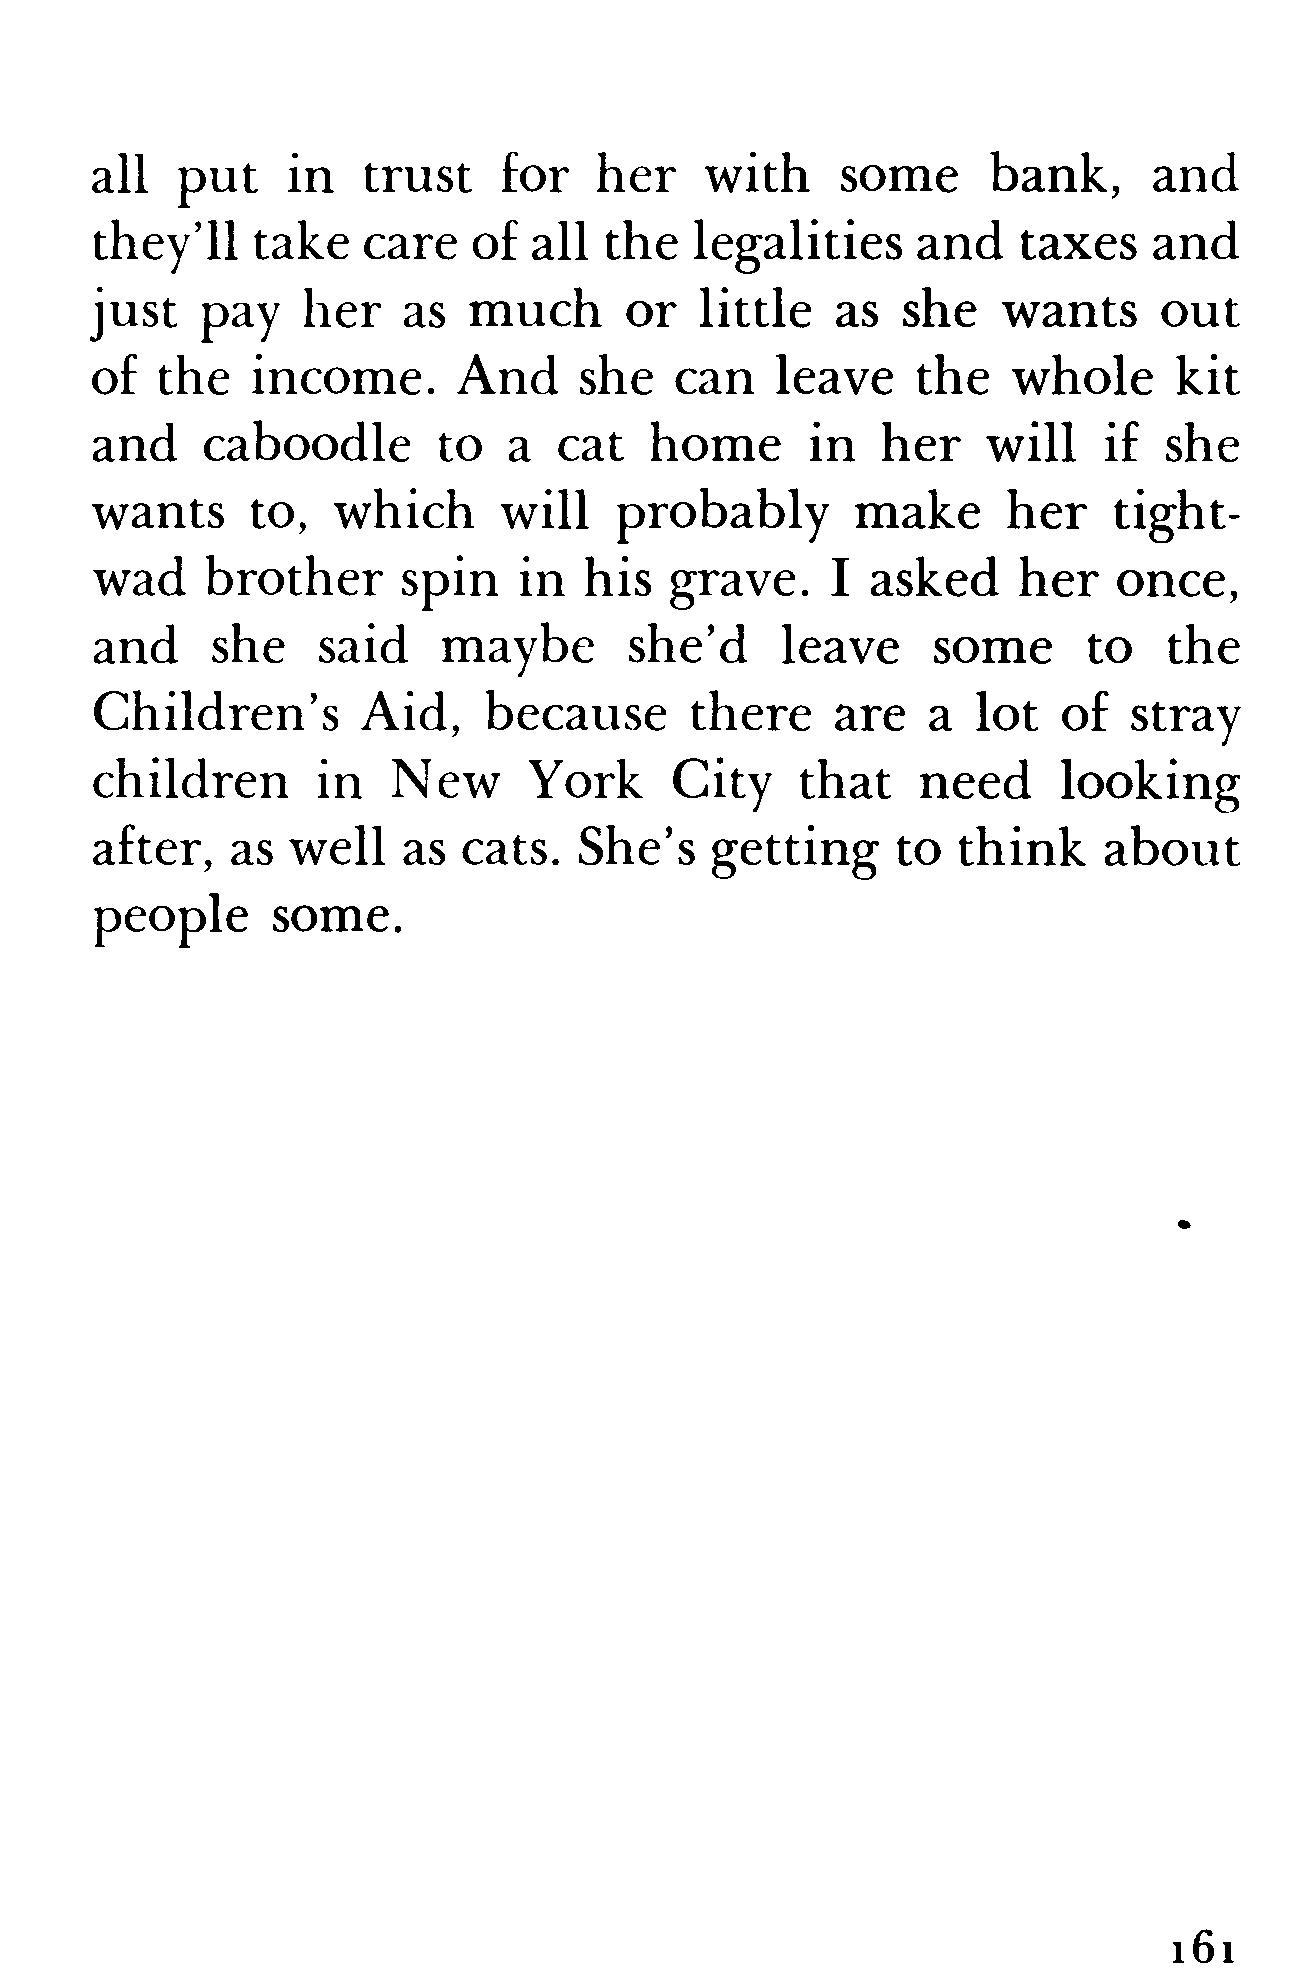 all put in trust for her with some bank, and
they'll take care of all the legalities and taxes and
just pay her as much or little as she wants out
of the income. And she can leave the whole kit
and caboodle to a cat home in her will if she
wants to, which will probably make her tight-
wad brother spin in his grave. I asked her once,
and she said maybe she'd leave some to the
Children's Aid, because there are a lot of stray
children in New York City that need looking
after, as well as cats. She's getting to think about
people some.
161